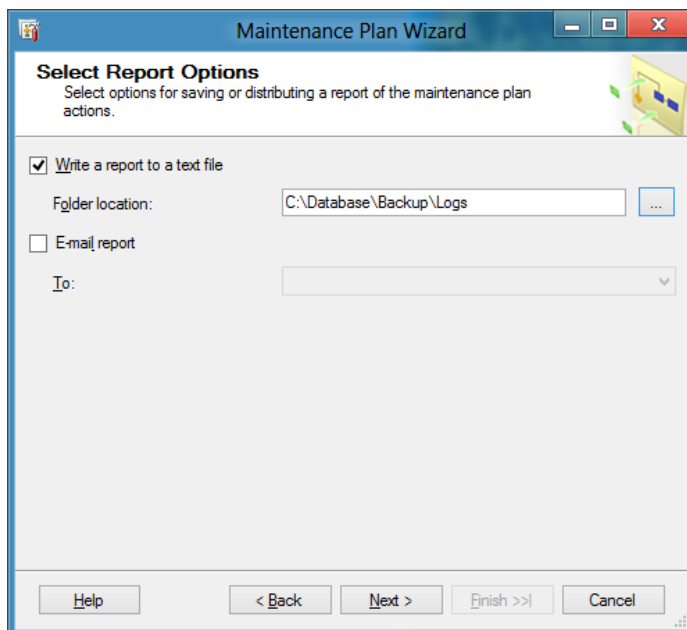 Maintenance Plan Wizard
Select Report Options
Select options for saving or distributing a report of the maintenance plan
actions.
Write a report to a text file
Folder location: C:\Database\Backup\Logs ...
E-mail report
To:
Help < Back Next > Finish >>| Cancel